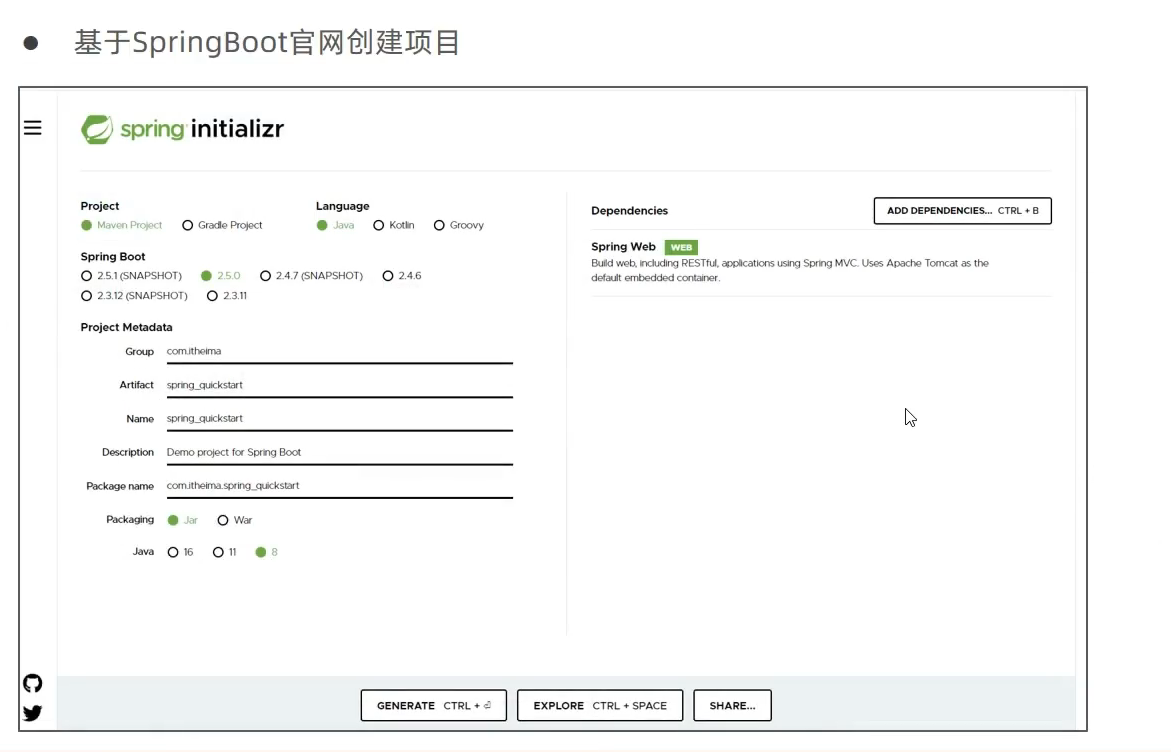 ● 基于SpringBoot官网创建项目
spring initializr
Project
Maven Project Gradle Project
Language
Java Kotlin Groovy
Spring Boot
2.5.1 (SNAPSHOT) 2.5.0 2.4.7 (SNAPSHOT) 2.4.6
2.3.12 (SNAPSHOT) 2.3.11
Project Metadata
Group com.itheima
Artifact spring_quickstart
Name spring_quickstart
Description Demo project for Spring Boot
Package name com.itheima.spring_quickstart
Packaging Jar War
Java 16 11 8
Dependencies
ADD DEPENDENCIES... CTRL + B
Spring Web WEB
Build web, including RESTful, applications using Spring MVC. Uses Apache Tomcat as the
default embedded container.
GENERATE CTRL + ⏎
EXPLORE CTRL + SPACE
SHARE...